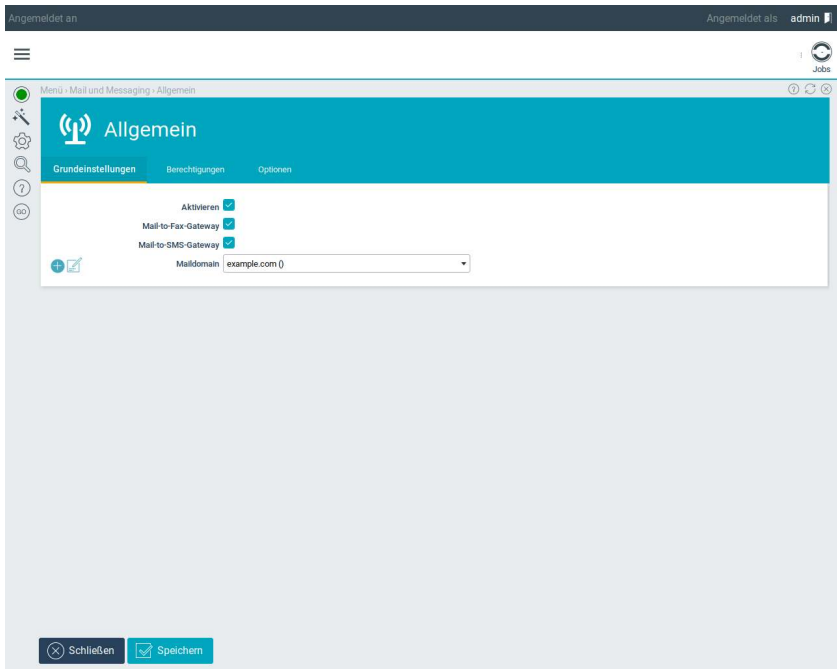 Angemeldet an
Angemeldet als admin
Jobs
Menü › Mail und Messaging › Allgemein
Allgemein
Grundeinstellungen Berechtigungen Optionen
Aktivieren
Mail-to-Fax-Gateway
Mail-to-SMS-Gateway
Maildomain example.com ()
GO
Schließen Speichern